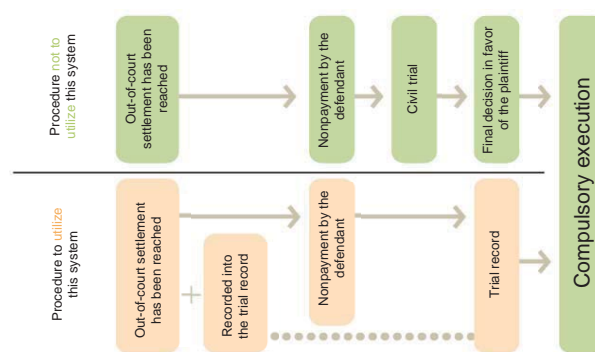 Procedure not to
utilize this system
Out-of-court
settlement has been
reached
Nonpayment by the
defendant
Civil trial
Final decision in favor
of the plaintiff
Procedure to utilize
this system
Out-of-court settlement
has been reached
+
Recorded into
the trial record
Nonpayment by the
defendant
Trial record
Compulsory execution